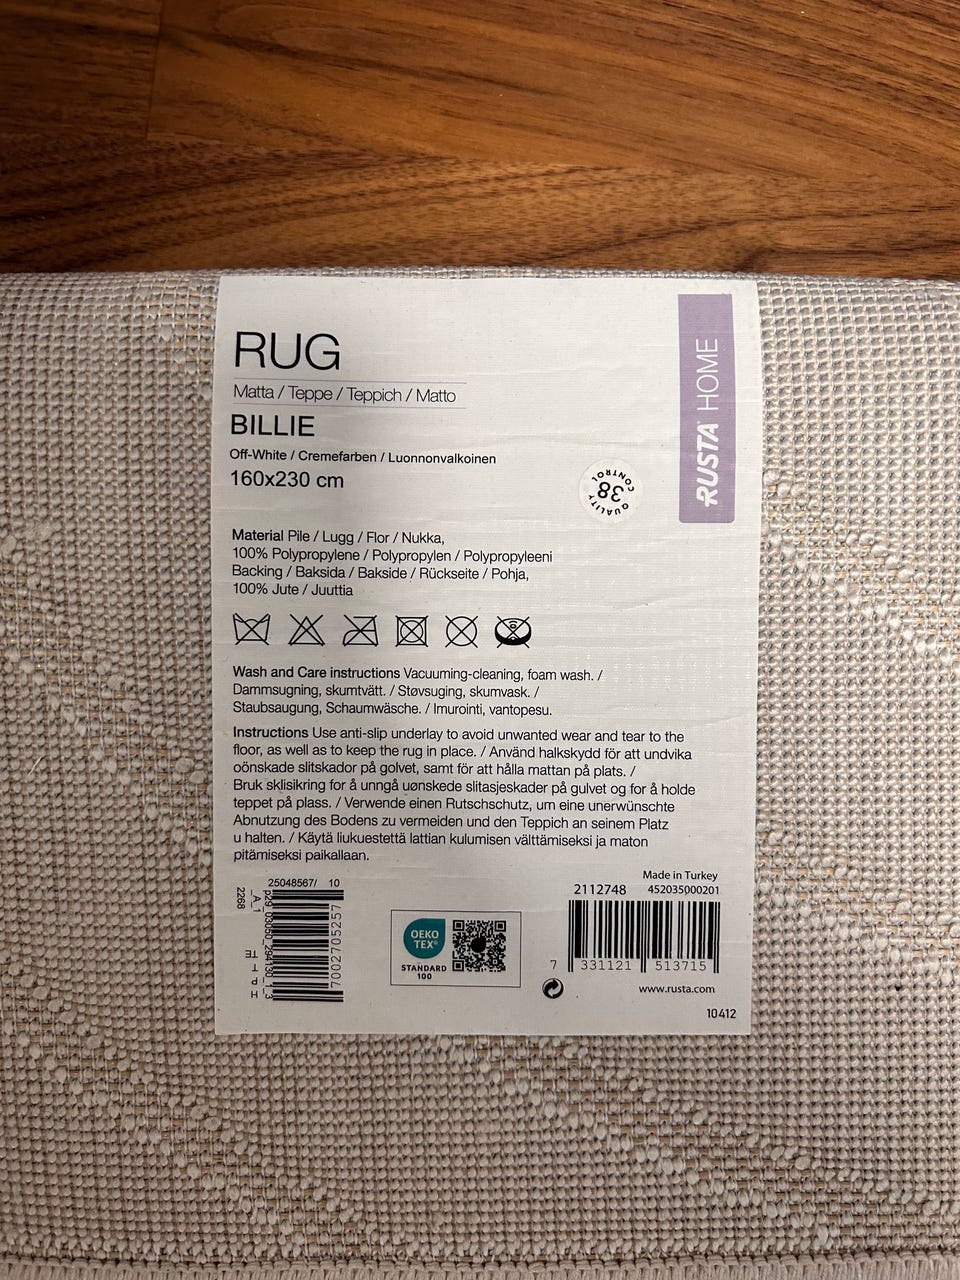 RUG
Matta / Teppe / Teppich / Matto
BILLIE
Off-White / Cremefarben / Luonnonvalkoinen
160x230 cm
RUSTA HOME
QUALITY CONTROL
38
Material Pile / Lugg / Flor / Nukka,
100% Polypropylene / Polypropylen / Polypropyleeni
Backing / Baksida / Bakside / Rückseite / Pohja,
100% Jute / Juuttia
Wash and Care instructions Vacuuming-cleaning, foam wash. /
Dammsugning, skumtvätt. / Støvsuging, skumvask. /
Staubsaugung, Schaumwäsche. / Imurointi, vantopesu.
Instructions Use anti-slip underlay to avoid unwanted wear and tear to the
floor, as well as to keep the rug in place. / Använd halkskydd för att undvika
oönskade slitskador på golvet, samt för att hålla mattan på plats. /
Bruk sklisikring for å unngå uønskede slitasjeskader på gulvet og for å holde
teppet på plass. / Verwende einen Rutschschutz, um eine unerwünschte
Abnutzung des Bodens zu vermeiden und den Teppich an seinem Platz
u halten. / Käytä liukuestettä lattian kulumisen välttämiseksi ja maton
pitämiseksi paikallaan.
25048567/ 10
2268
_A_1
7002705257
H P T TE
OEKO
TEX®
STANDARD
100
Made in Turkey
2112748 452035000201
7 331121 513715
www.rusta.com
10412